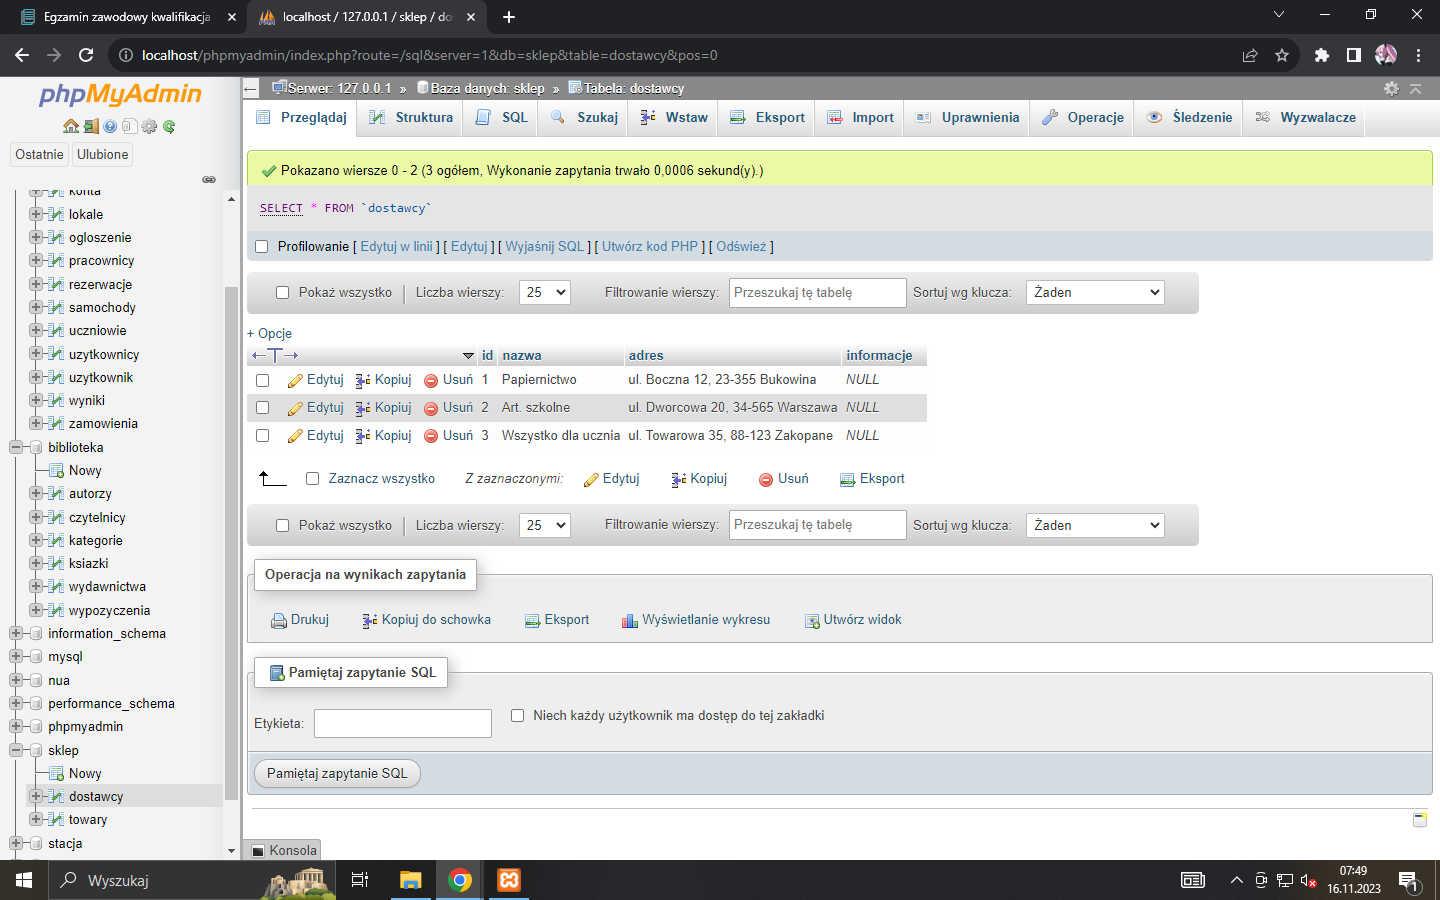 Egzamin zawodowy kwalifikacja
localhost / 127.0.0.1 / sklep / dos
localhost/phpmyadmin/index.php?route=/sql&server=1&db=sklep&table=dostawcy&pos=0
phpMyAdmin
Ostatnie
Ulubione
konta
lokale
ogloszenie
pracownicy
rezerwacje
samochody
uczniowie
uzytkownicy
uzytkownik
wyniki
zamowienia
biblioteka
Nowy
autorzy
czytelnicy
kategorie
ksiazki
wydawnictwa
wypozyczenia
information_schema
mysql
nua
performance_schema
phpmyadmin
sklep
Nowy
dostawcy
towary
stacja
Serwer: 127.0.0.1 » Baza danych: sklep » Tabela: dostawcy
Przeglądaj Struktura SQL Szukaj Wstaw Eksport Import Uprawnienia Operacje Śledzenie Wyzwalacze
Pokazano wiersze 0 - 2 (3 ogółem, Wykonanie zapytania trwało 0,0006 sekund(y).)
SELECT * FROM `dostawcy`
Profilowanie [ Edytuj w linii ] [ Edytuj ] [ Wyjaśnij SQL ] [ Utwórz kod PHP ] [ Odśwież ]
Pokaż wszystko Liczba wierszy: 25 Filtrowanie wierszy: Przeszukaj tę tabelę Sortuj wg klucza: Żaden
+ Opcje
id nazwa adres informacje
Edytuj Kopiuj Usuń 1 Papiernictwo ul. Boczna 12, 23-355 Bukowina NULL
Edytuj Kopiuj Usuń 2 Art. szkolne ul. Dworcowa 20, 34-565 Warszawa NULL
Edytuj Kopiuj Usuń 3 Wszystko dla ucznia ul. Towarowa 35, 88-123 Zakopane NULL
Zaznacz wszystko Z zaznaczonymi: Edytuj Kopiuj Usuń Eksport
Pokaż wszystko Liczba wierszy: 25 Filtrowanie wierszy: Przeszukaj tę tabelę Sortuj wg klucza: Żaden
Operacja na wynikach zapytania
Drukuj Kopiuj do schowka Eksport Wyświetlanie wykresu Utwórz widok
Pamiętaj zapytanie SQL
Etykieta: Niech każdy użytkownik ma dostęp do tej zakładki
Pamiętaj zapytanie SQL
Konsola
Wyszukaj
07:49
16.11.2023
1